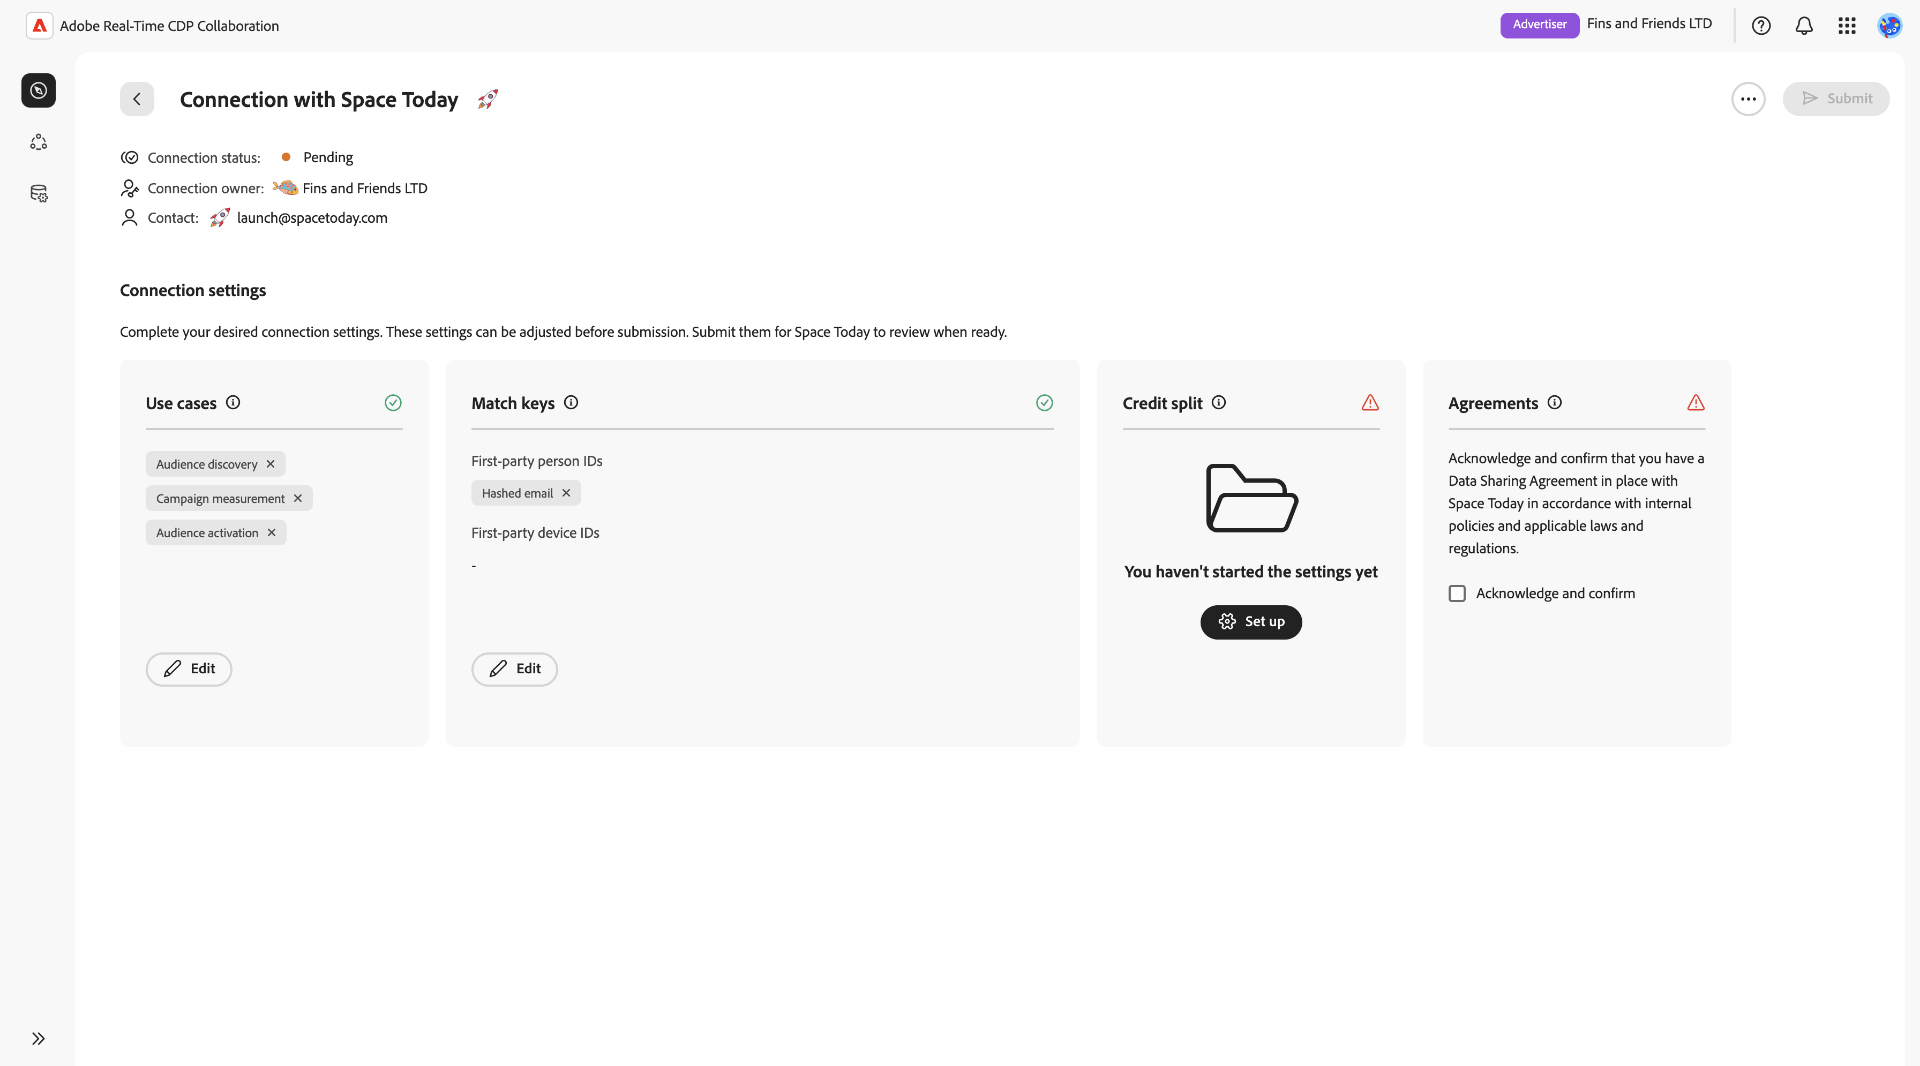 Adobe Real-Time CDP Collaboration
Advertiser Fins and Friends LTD
Connection with Space Today
Submit
Connection status: Pending
Connection owner: Fins and Friends LTD
Contact: launch@spacetoday.com
Connection settings
Complete your desired connection settings. These settings can be adjusted before submission. Submit them for Space Today to review when ready.
Use cases
Audience discovery
Campaign measurement
Audience activation
Edit
Match keys
First-party person IDs
Hashed email
First-party device IDs
-
Edit
Credit split
You haven't started the settings yet
Set up
Agreements
Acknowledge and confirm that you have a
Data Sharing Agreement in place with
Space Today in accordance with internal
policies and applicable laws and
regulations.
Acknowledge and confirm